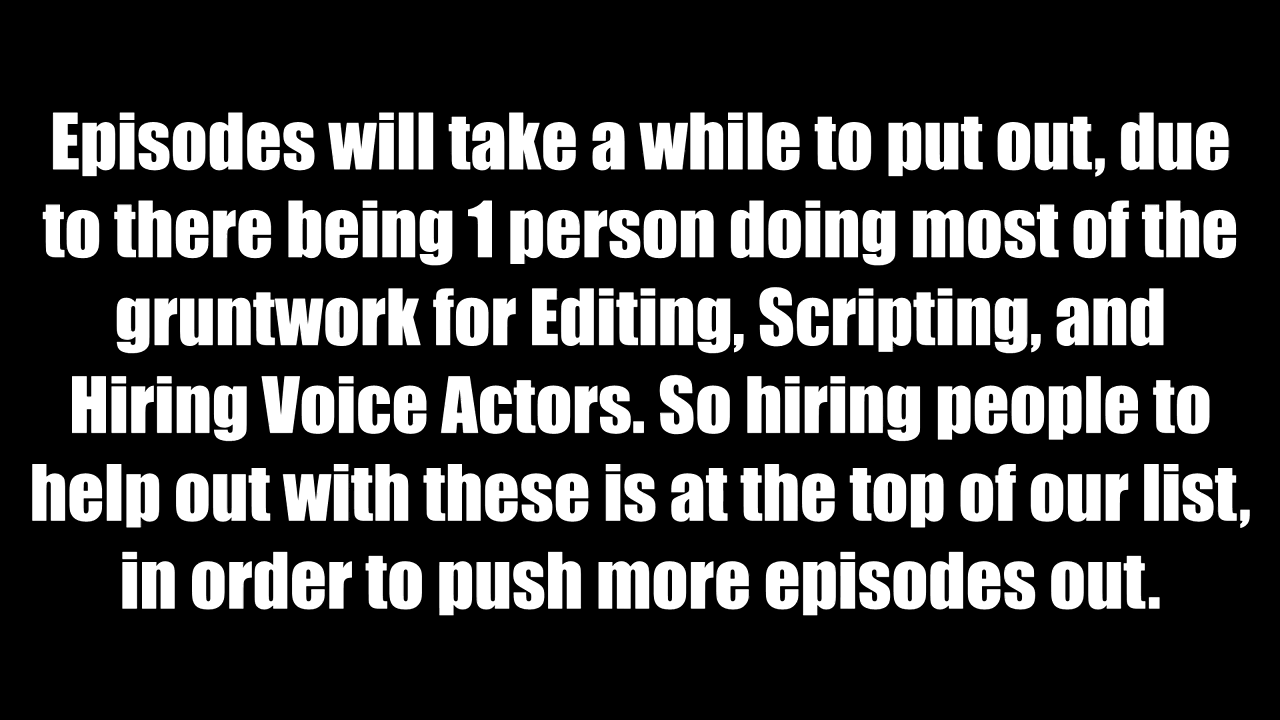 Episodes will take a while to put out, due
to there being 1 person doing most of the
gruntwork for Editing, Scripting, and
Hiring Voice Actors. So hiring people to
help out with these is at the top of our list,
in order to push more episodes out.